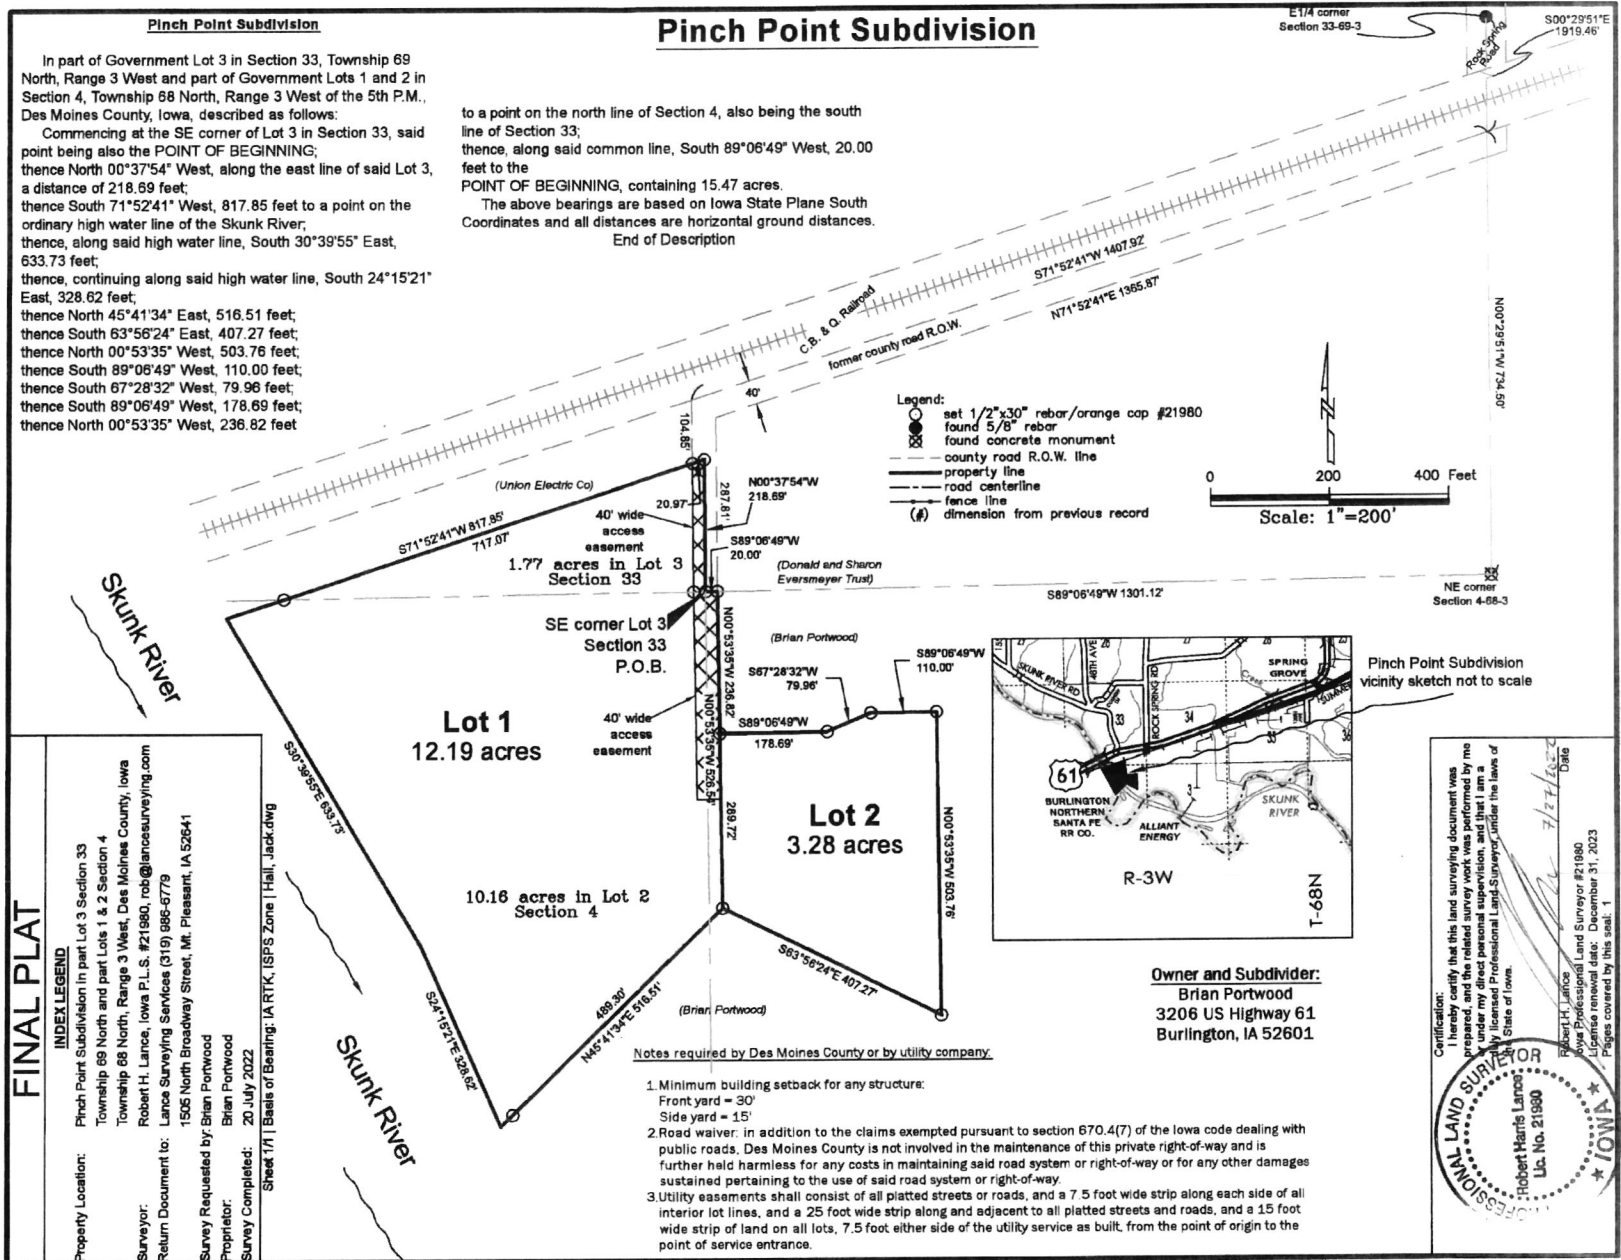 Pinch Point Subdivision
Pinch Point Subdivision
In part of Government Lot 3 in Section 33, Township 69
North, Range 3 West and part of Government Lots 1 and 2 in
Section 4, Township 68 North, Range 3 West of the 5th P.M.,
Des Moines County, Iowa, described as follows:
Commencing at the SE corner of Lot 3 in Section 33, said
point being also the POINT OF BEGINNING;
thence North 00°37'54" West, along the east line of said Lot 3,
a distance of 218.69 feet;
thence South 71°52'41" West, 817.85 feet to a point on the
ordinary high water line of the Skunk River;
thence, along said high water line, South 30°39'55" East,
633.73 feet;
thence, continuing along said high water line, South 24°15'21"
East, 328.62 feet;
thence North 45°41'34" East, 516.51 feet;
thence South 63°56'24" East, 407.27 feet;
thence North 00°53'35" West, 503.76 feet;
thence South 89°06'49" West, 110.00 feet;
thence South 67°28'32" West, 79.96 feet;
thence South 89°06'49" West, 178.69 feet;
thence North 00°53'35" West, 236.82 feet
to a point on the north line of Section 4, also being the south
line of Section 33;
thence, along said common line, South 89°06'49" West, 20.00
feet to the
POINT OF BEGINNING, containing 15.47 acres.
The above bearings are based on Iowa State Plane South
Coordinates and all distances are horizontal ground distances.
End of Description
E1/4 corner
Section 33-69-3
Rock Spring
Road
S00°29'51"E
1919.46'
S71°52'41"W 1407.92'
N71°52'41"E 1365.87'
C.B. & Q. Railroad
former county road R.O.W.
40'
N00°29'51"W 734.50'
104.85'
Legend:
set 1/2"x30" rebar/orange cap #21980
found 5/8" rebar
found concrete monument
county road R.O.W. line
property line
road centerline
fence line
(#) dimension from previous record
0 200 400 Feet
Scale: 1"=200'
(Union Electric Co)
S71°52'41"W 817.85'
717.07'
20.97'
40' wide
access
easement
287.81'
N00°37'54"W
218.69'
S89°06'49"W
20.00'
1.77 acres in Lot 3
Section 33
(Donald and Sharon
Eversmeyer Trust)
S89°06'49"W 1301.12'
NE corner
Section 4-68-3
Skunk River
SE corner Lot 3
Section 33
P.O.B.
N00°53'35"W 236.82'
(Brian Portwood)
S67°28'32"W
79.96'
S89°06'49"W
110.00'
Lot 1
12.19 acres
40' wide
access
easement
N00°53'35"W 526.54'
S89°06'49"W
178.69'
289.72'
Lot 2
3.28 acres
N00°53'35"W 503.76'
S30°39'55"E 633.73'
10.16 acres in Lot 2
Section 4
S63°56'24"E 407.27'
S24°15'21"E 328.62'
489.30'
N45°41'34"E 516.51'
(Brian Portwood)
Skunk River
SKUNK RIVER RD
48TH AVE
ROCK SPRING RD
SPRING
GROVE
Creek
27
33
34
36
3
61
BURLINGTON
NORTHERN
SANTA FE
RR CO.
ALLIANT
ENERGY
SKUNK
RIVER
R-3W
T-68N
Pinch Point Subdivision
vicinity sketch not to scale
Owner and Subdivider:
Brian Portwood
3206 US Highway 61
Burlington, IA 52601
Notes required by Des Moines County or by utility company:
1. Minimum building setback for any structure:
Front yard = 30'
Side yard = 15'
2. Road waiver: in addition to the claims exempted pursuant to section 670.4(7) of the Iowa code dealing with
public roads, Des Moines County is not involved in the maintenance of this private right-of-way and is
further held harmless for any costs in maintaining said road system or right-of-way or for any other damages
sustained pertaining to the use of said road system or right-of-way.
3. Utility easements shall consist of all platted streets or roads, and a 7.5 foot wide strip along each side of all
interior lot lines, and a 25 foot wide strip along and adjacent to all platted streets and roads, and a 15 foot
wide strip of land on all lots, 7.5 foot either side of the utility service as built, from the point of origin to the
point of service entrance.
FINAL PLAT
INDEX LEGEND
Property Location: Pinch Point Subdivision in part Lot 3 Section 33
Township 69 North and part Lots 1 & 2 Section 4
Township 68 North, Range 3 West, Des Moines County, Iowa
Surveyor: Robert H. Lance, Iowa P.L.S. #21980, rob@lancesurveying.com
Return Document to: Lance Surveying Services (319) 986-6779
1505 North Broadway Street, Mt. Pleasant, IA 52641
Survey Requested by: Brian Portwood
Proprietor: Brian Portwood
Survey Completed: 20 July 2022
Sheet 1/1 | Basis of Bearing: IA RTK, ISPS Zone | Hall, Jack.dwg
Certification:
I hereby certify that this land surveying document was
prepared, and the related survey work was performed by me
or under my direct personal supervision, and that I am a
duly licensed Professional Land Surveyor under the laws of
the State of Iowa.
Date
Robert H. Lance
Iowa Professional Land Surveyor #21980
License renewal date: December 31, 2023
Pages covered by this seal: 1
PROFESSIONAL LAND SURVEYOR
Robert Harris Lance
Lic. No. 21980
IOWA